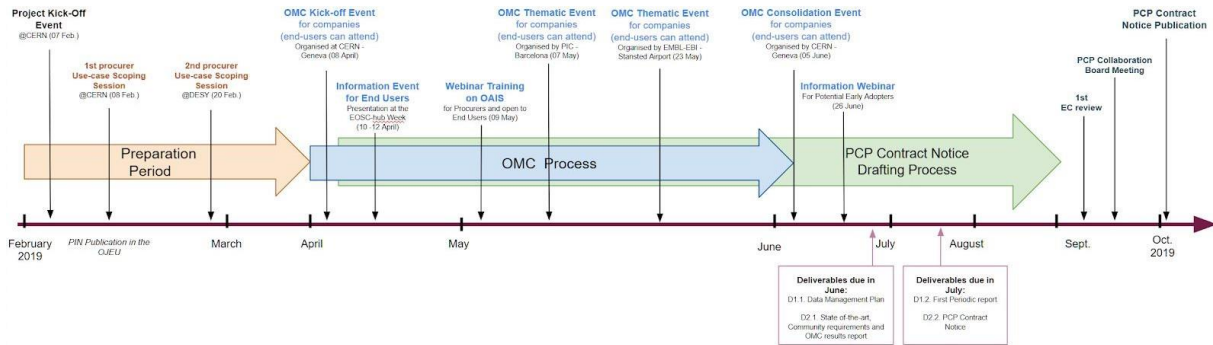 Project Kick-Off
Event
@CERN (07 Feb.)
1st procurer
Use-case Scoping
Session
@CERN (08 Feb.)
2nd procurer
Use-case Scoping
Session
@DESY (20 Feb.)
OMC Kick-off Event
for companies
(end-users can attend)
Organised at CERN -
Geneva (08 April)
Information Event
for End Users
Presentation at the
EOSC-hub Week
(10 -12 April)
Webinar Training
on OAIS
for Procurers and open to
End Users (09 May)
OMC Thematic Event
for companies
(end-users can attend)
Organised by PIC -
Barcelona (07 May)
OMC Thematic Event
for companies
(end-users can attend)
Organised by EMBL-EBI -
Stansted Airport (23 May)
OMC Consolidation Event
for companies
(end-users can attend)
Organised by CERN -
Geneva (05 June)
Information Webinar
For Potential Early Adopters
(26 June)
1st
EC review
PCP Collaboration
Board Meeting
PCP Contract
Notice Publication
Preparation
Period
OMC Process
PCP Contract Notice
Drafting Process
February
2019
PIN Publication in the
OJEU
March
April
May
June
July
August
Sept.
Oct.
2019
Deliverables due in
June:
D1.1. Data Management Plan
D2.1. State of-the-art,
Community requirements and
OMC results report
Deliverables due in
July:
D1.2. First Periodic report
D2.2. PCP Contract
Notice